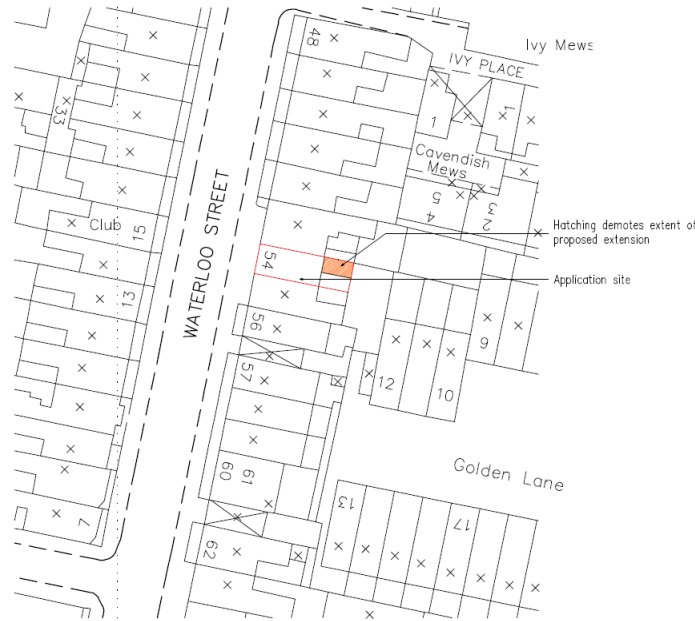 48
Ivy Mews
IVY PLACE
33
1
1
Cavendish
Mews
5
4
3
2
Club
15
Hatching demotes extent of
proposed extension
54
Application site
WATERLOO STREET
13
56
9
57
12
10
Golden Lane
60
61
13
17
7
62